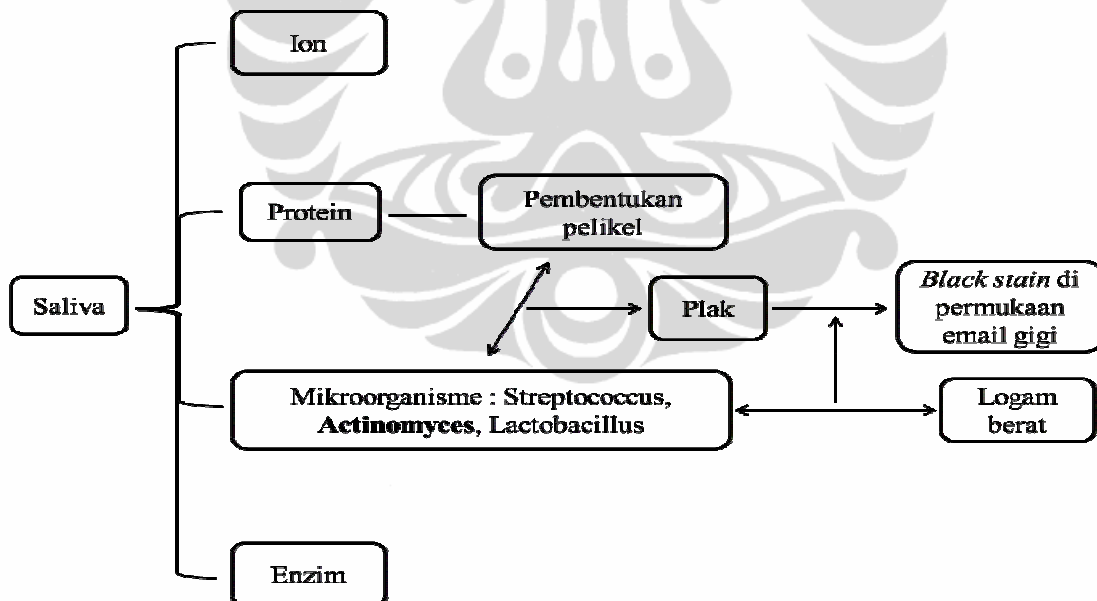 Ion
Protein
Pembentukan
pelikel
Saliva
Plak
Black stain di
permukaan
email gigi
Mikroorganisme : Streptococcus,
Actinomyces, Lactobacillus
Logam
berat
Enzim